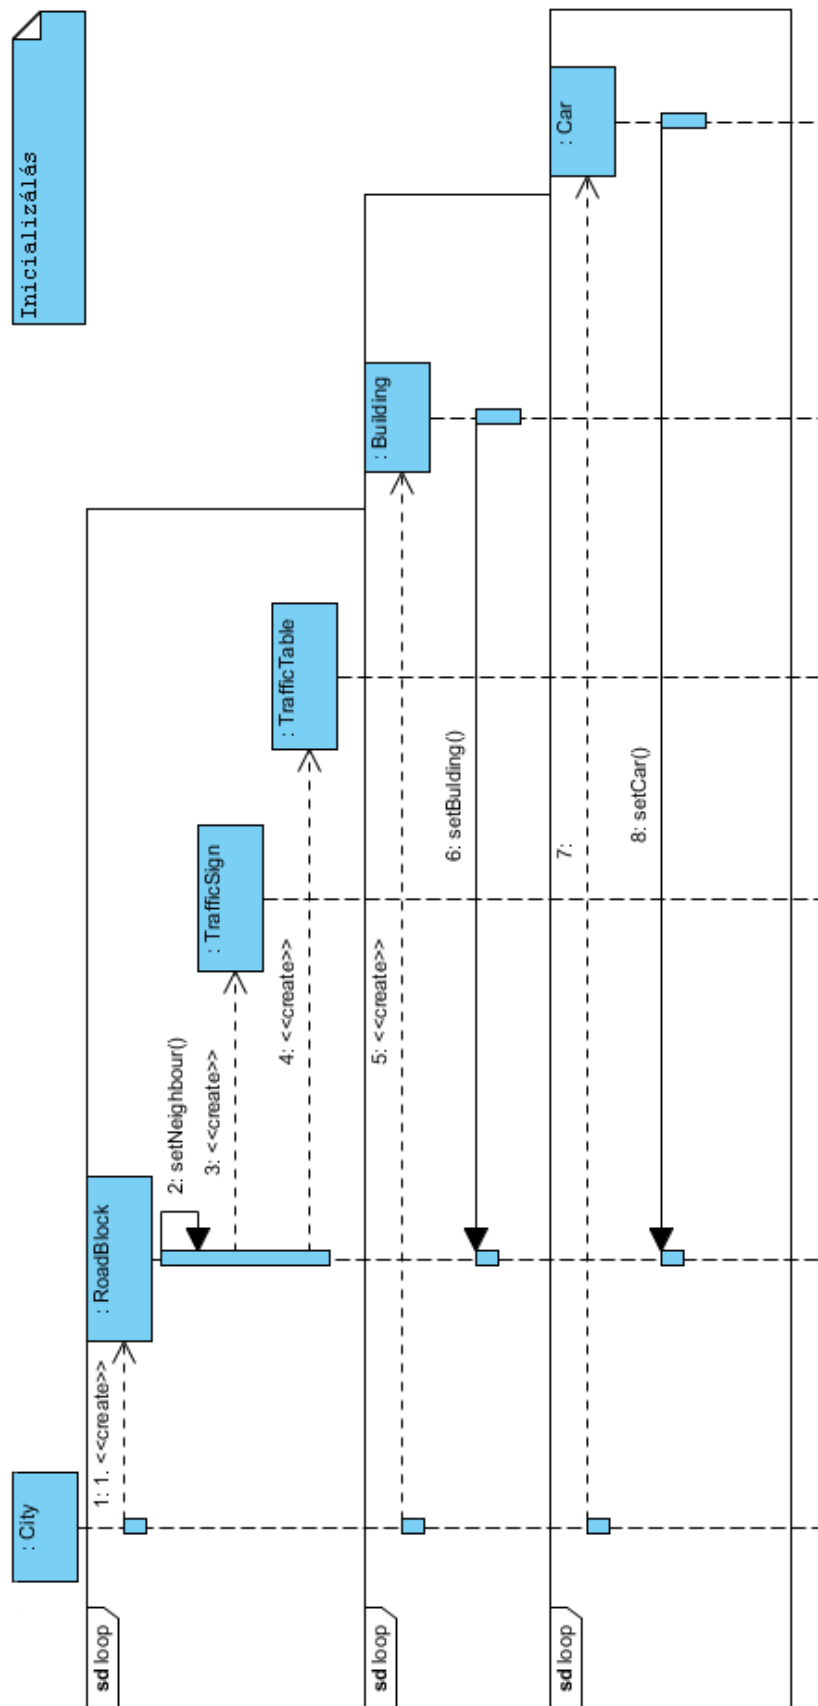 Inicializálás
: City
sd loop
1: 1. <<create>>
: RoadBlock
2: setNeighbour()
3: <<create>>
: TrafficSign
4: <<create>>
: TrafficTable
sd loop
5: <<create>>
: Building
6: setBulding()
sd loop
7:
: Car
8: setCar()